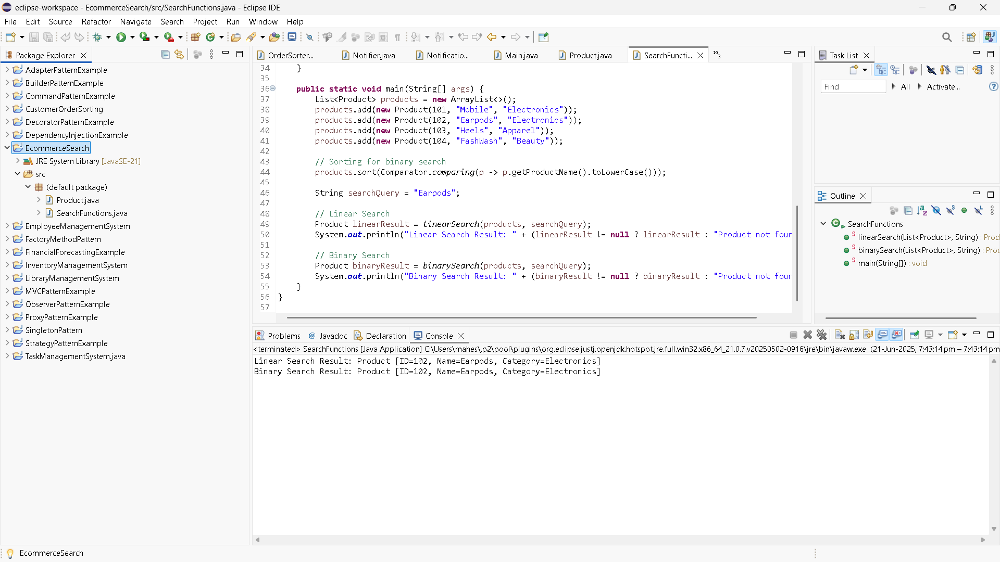 eclipse-workspace - EcommerceSearch/src/SearchFunctions.java - Eclipse IDE
File Edit Source Refactor Navigate Search Project Run Window Help
Package Explorer
AdapterPatternExample
BuilderPatternExample
CommandPatternExample
CustomerOrderSorting
DecoratorPatternExample
DependencyInjectionExample
EcommerceSearch
JRE System Library [JavaSE-21]
src
(default package)
Product.java
SearchFunctions.java
EmployeeManagementSystem
FactoryMethodPattern
FinancialForecastingExample
InventoryManagementSystem
LibraryManagementSystem
MVCPatternExample
ObserverPatternExample
ProxyPatternExample
SingletonPattern
StrategyPatternExample
TaskManagementSystem.java
OrderSorter... Notifier.java Notificatio... Main.java Product.java SearchFuncti... »3
34 }
35
36 public static void main(String[] args) {
37 List<Product> products = new ArrayList<>();
38 products.add(new Product(101, "Mobile", "Electronics"));
39 products.add(new Product(102, "Earpods", "Electronics"));
40 products.add(new Product(103, "Heels", "Apparel"));
41 products.add(new Product(104, "FashWash", "Beauty"));
42
43 // Sorting for binary search
44 products.sort(Comparator.comparing(p -> p.getProductName().toLowerCase()));
45
46 String searchQuery = "Earpods";
47
48 // Linear Search
49 Product linearResult = linearSearch(products, searchQuery);
50 System.out.println("Linear Search Result: " + (linearResult != null ? linearResult : "Product not four
51
52 // Binary Search
53 Product binaryResult = binarySearch(products, searchQuery);
54 System.out.println("Binary Search Result: " + (binaryResult != null ? binaryResult : "Product not four
55 }
56 }
57
Task List
Find All Activate...
Outline
SearchFunctions
linearSearch(List<Product>, String) : Prod
binarySearch(List<Product>, String) : Proc
main(String[]) : void
Problems Javadoc Declaration Console
<terminated> SearchFunctions [Java Application] C:\Users\mahes\.p2\pool\plugins\org.eclipse.justj.openjdk.hotspot.jre.full.win32.x86_64_21.0.7.v20250502-0916\jre\bin\javaw.exe (21-Jun-2025, 7:43:14 pm – 7:43:14 pm
Linear Search Result: Product [ID=102, Name=Earpods, Category=Electronics]
Binary Search Result: Product [ID=102, Name=Earpods, Category=Electronics]
EcommerceSearch